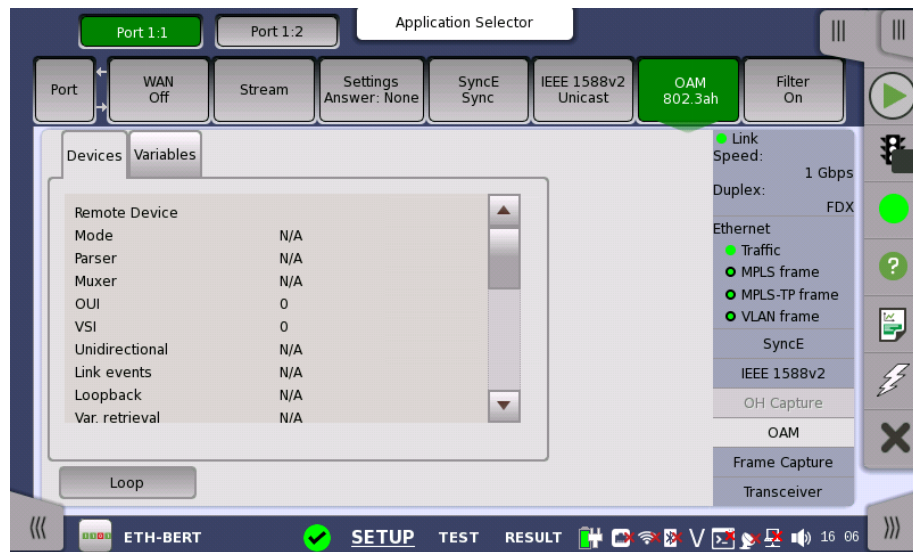 Application Selector
Port 1:1
Port 1:2
Port
WAN
Off
Stream
Settings
Answer: None
SyncE
Sync
IEEE 1588v2
Unicast
OAM
802.3ah
Filter
On
Devices
Variables
Remote Device
Mode N/A
Parser N/A
Muxer N/A
OUI 0
VSI 0
Unidirectional N/A
Link events N/A
Loopback N/A
Var. retrieval N/A
Loop
Link
Speed:
1 Gbps
Duplex:
FDX
Ethernet
Traffic
MPLS frame
MPLS-TP frame
VLAN frame
SyncE
IEEE 1588v2
OH Capture
OAM
Frame Capture
Transceiver
ETH-BERT
SETUP TEST RESULT
V
16 06